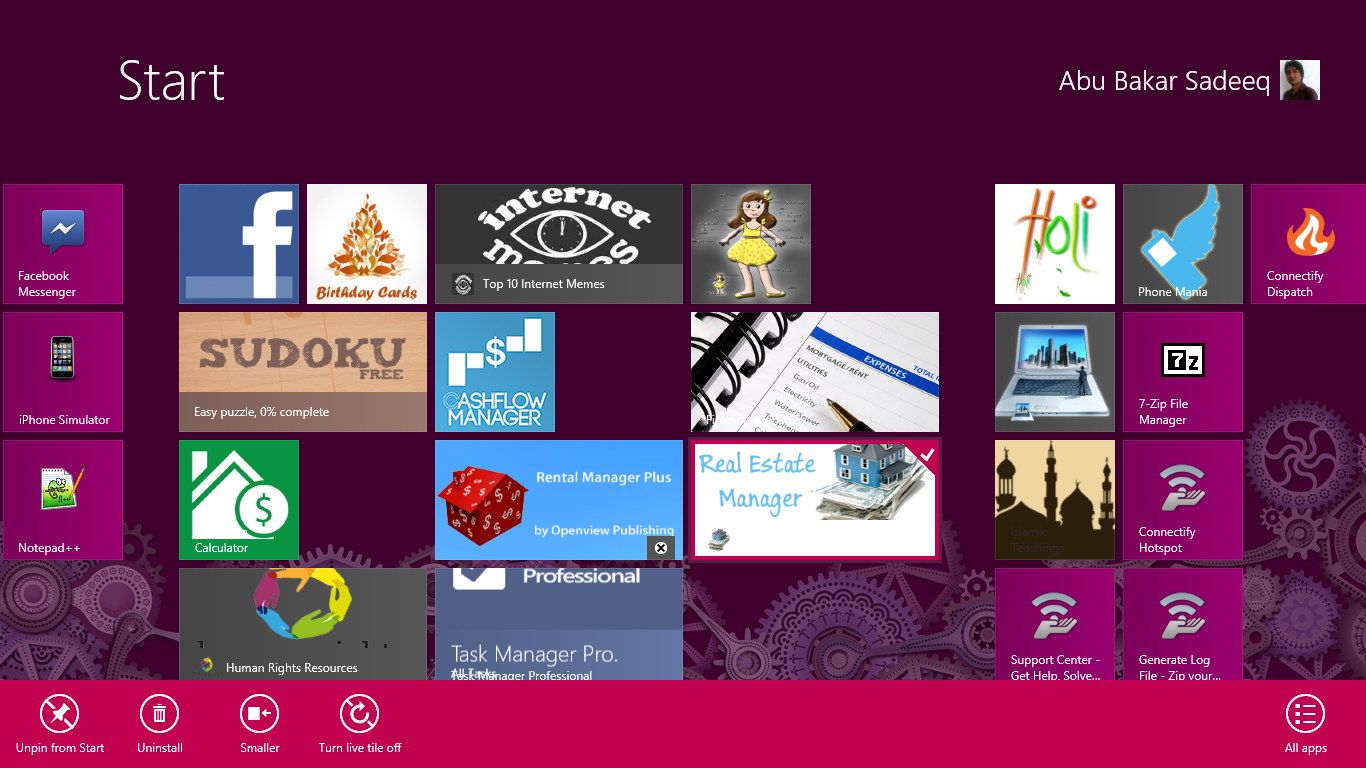 Start
Abu Bakar Sadeeq
Facebook
Messenger
iPhone Simulator
Notepad++
f
Birthday Cards
internet
Top 10 Internet Memes
SUDOKU
FREE
Easy puzzle, 0% complete
$
CASHFLOW
MANAGER
EXPENSES
MORTGAGE/RENT
UTILITIES
Gas/Oil
Electricity
Water/Sewer
$
Calculator
Rental Manager Plus
by Openview Publishing
Real Estate
Manager
Human Rights Resources
Professional
Task Manager Pro.
Task Manager Professional
Holi
Holi
Phone Mania
Connectify
Dispatch
7z
7-Zip File
Manager
Islamic
Teachings
Connectify
Hotspot
Support Center -
Get Help, Solve...
Generate Log
File - Zip your...
Unpin from Start
Uninstall
Smaller
Turn live tile off
All apps